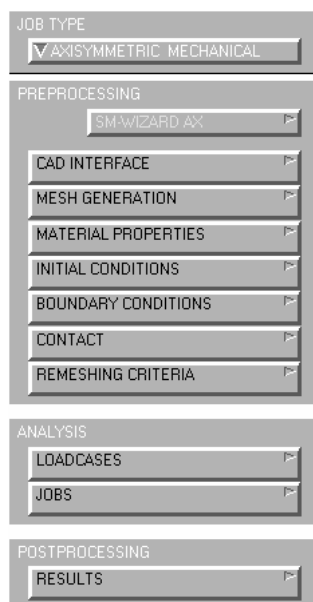 JOB TYPE
AXISYMMETRIC MECHANICAL
PREPROCESSING
SM-WIZARD AX
CAD INTERFACE
MESH GENERATION
MATERIAL PROPERTIES
INITIAL CONDITIONS
BOUNDARY CONDITIONS
CONTACT
REMESHING CRITERIA
ANALYSIS
LOADCASES
JOBS
POSTPROCESSING
RESULTS